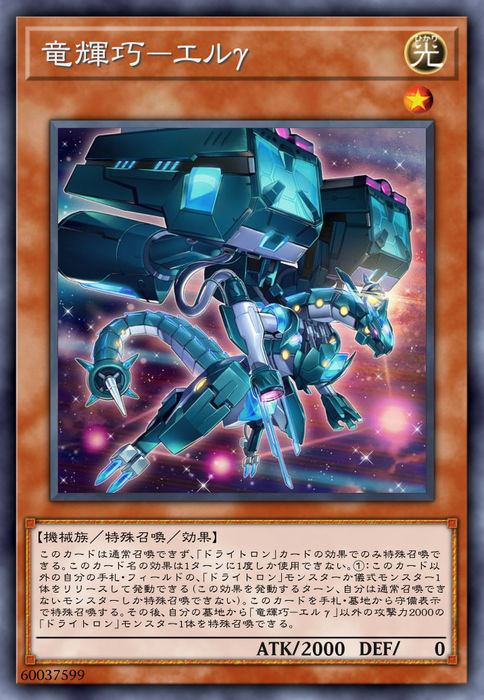 竜輝巧－エルγ
ひかり
光
【機械族／特殊召喚／効果】
このカードは通常召喚できず、「ドライトロン」カードの効果でのみ特殊召喚で
きる。このカード名の効果は1ターンに1度しか使用できない。①：このカード以
外の自分の手札・フィールドの、「ドライトロン」モンスターか儀式モンスター1
体をリリースして発動できる（この効果を発動するターン、自分は通常召喚でき
ないモンスターしか特殊召喚できない）。このカードを手札・墓地から守備表示
で特殊召喚する。その後、自分の墓地から「竜輝巧－エルγ」以外の攻撃力2000の
「ドライトロン」モンスター1体を特殊召喚できる。
ATK/2000 DEF/ 0
60037599